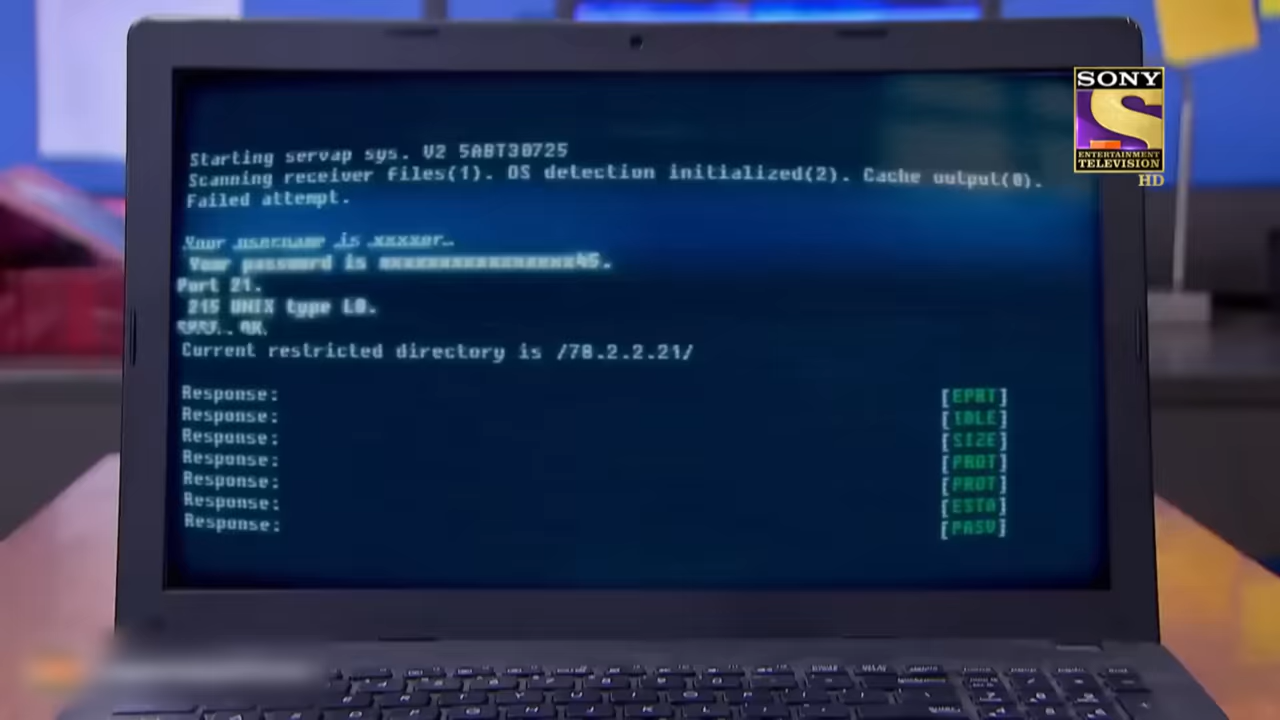 SONY
ENTERTAINMENT
TELEVISION
HD
Starting servap sys. V2 5ABT30725
Scanning receiver files(1). OS detection initialized(2). Cache output(0).
Failed attempt.
Your username is xxxxer.
Your password is
Port 21.
215 UNIX type L8.
OK.
Current restricted directory is /78.2.2.21/
Response: [EPRT]
Response: [IDLE]
Response: [SIZE]
Response: [PROT]
Response: [PROT]
Response: [ESTA]
Response: [PASV]